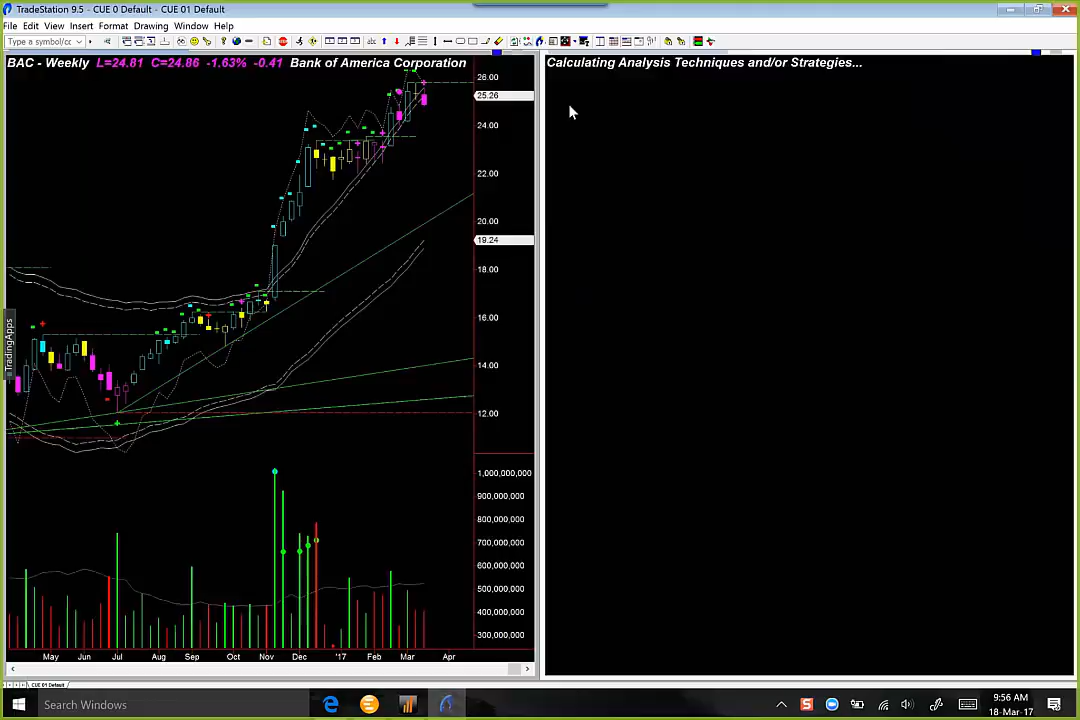 TradeStation 9.5 - CUE 0 Default - CUE 01 Default
File Edit View Insert Format Drawing Window Help
Type a symbol/cc
abc
BAC - Weekly L=24.81 C=24.86 -1.63% -0.41 Bank of America Corporation
Calculating Analysis Techniques and/or Strategies...
26.00
25.26
24.00
22.00
20.00
19.24
18.00
16.00
14.00
12.00
TradingApps
1,000,000,000
900,000,000
800,000,000
700,000,000
600,000,000
500,000,000
400,000,000
300,000,000
May Jun Jul Aug Sep Oct Nov Dec '17 Feb Mar Apr
CUE 01 Default
Search Windows
9:56 AM
18-Mar-17